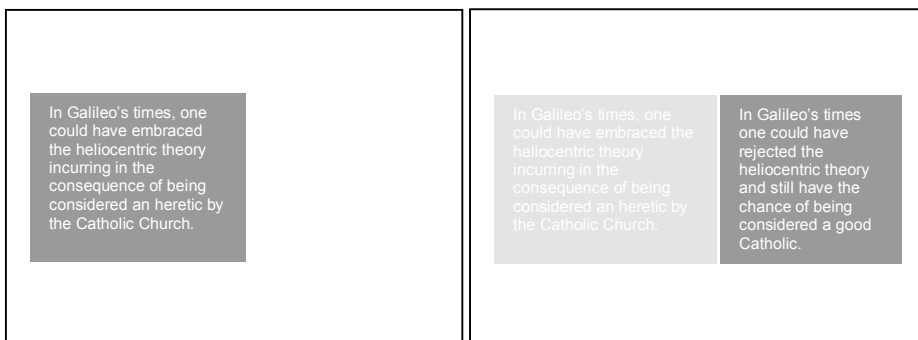 In Galileo's times, one
could have embraced
the heliocentric theory
incurring in the
consequence of being
considered an heretic by
the Catholic Church.
In Galileo's times, one
could have embraced the
heliocentric theory
incurring in the
consequence of being
considered an heretic by
the Catholic Church.
In Galileo's times
one could have
rejected the
heliocentric theory
and still have the
chance of being
considered a good
Catholic.